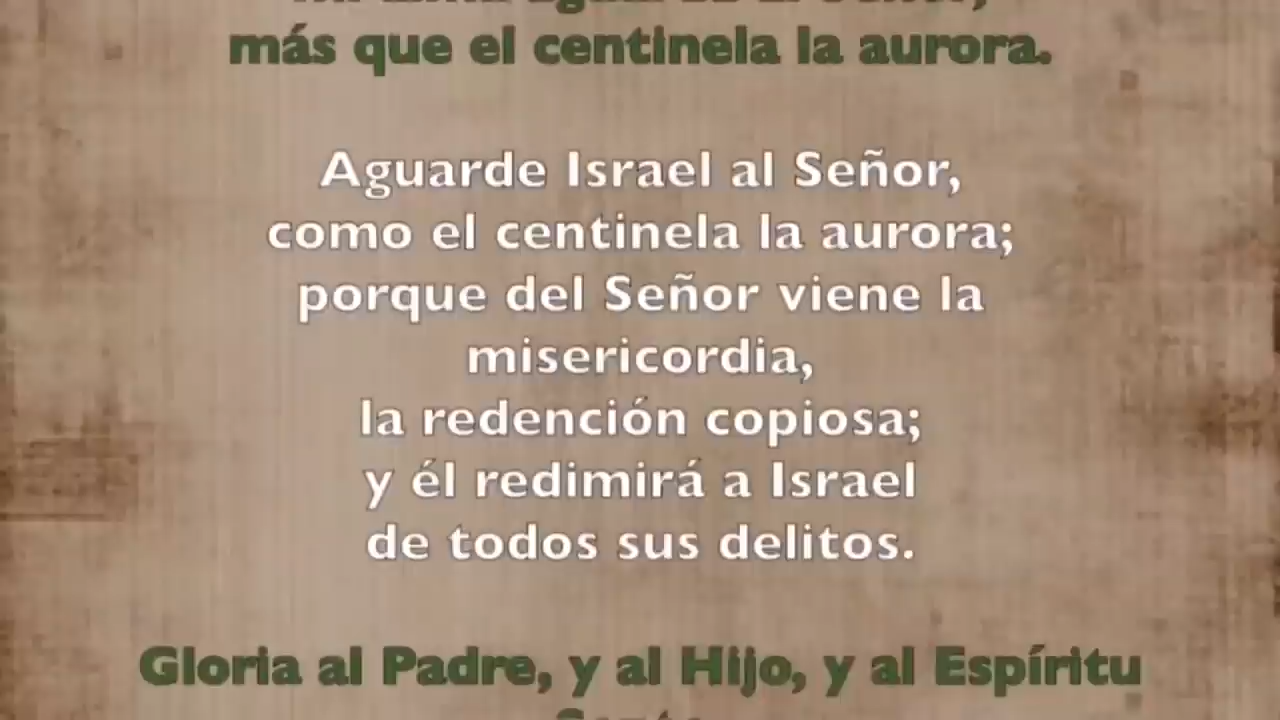 más que el centinela la aurora.
Aguarde Israel al Señor,
como el centinela la aurora;
porque del Señor viene la
misericordia,
la redención copiosa;
y él redimirá a Israel
de todos sus delitos.
Gloria al Padre, y al Hijo, y al Espíritu